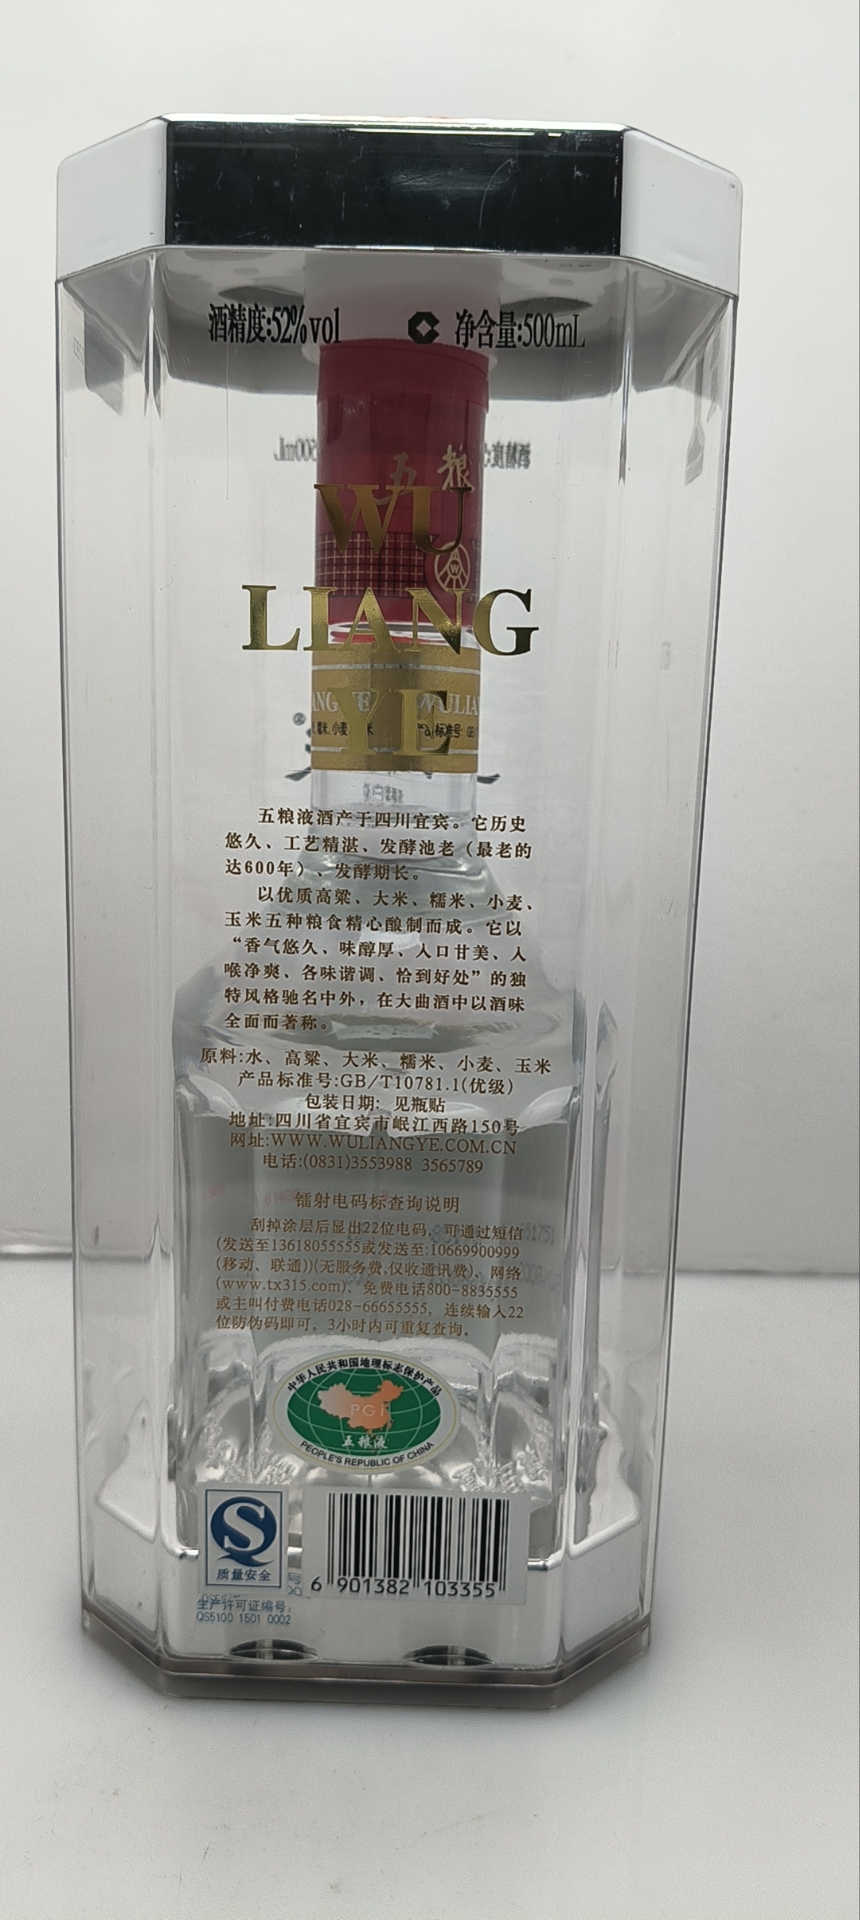 酒精度:52%vol 净含量:500mL
五 粮
WU
LIANG
YE
五粮液酒产于四川宜宾。它历史
悠久、工艺精湛、发酵池老（最老的
达600年）、发酵期长。
以优质高粱、大米、糯米、小麦、
玉米五种粮食精心酿制而成。它以
“香气悠久、味醇厚、入口甘美、入
喉净爽、各味谐调、恰到好处”的独
特风格驰名中外，在大曲酒中以酒味
全面而著称。
原料:水、高粱、大米、糯米、小麦、玉米
产品标准号:GB/T10781.1(优级)
包装日期: 见瓶贴
地址:四川省宜宾市岷江西路150号
网址:WWW.WULIANGYE.COM.CN
电话:(0831)3553988 3565789
镭射电码标查询说明
刮掉涂层后显出22位电码，可通过短信
(发送至13618055555或发送至:10669900999
(移动、联通))(无服务费,仅收通讯费)、网络
(www.tx315.com)、免费电话800-8835555
或主叫付费电话028-66655555，连续输入22
位防伪码即可。3小时内可重复查询。
中华人民共和国地理标志保护产品
PGI
五粮液
PEOPLE'S REPUBLIC OF CHINA
质量安全
6 901382 103355
生产许可证编号:
QS5100 1501 0002